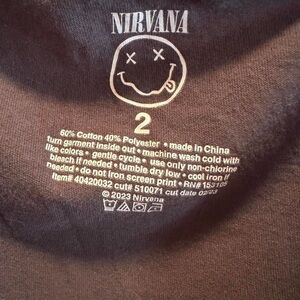 NIRVANA
2
60% Cotton 40% Polyester • made in China
turn garment inside out • machine wash cold with
like colors • gentle cycle • use only non-chlorine
bleach if needed • tumble dry low • cool iron if
needed • do not iron screen print • RN# 153105
Item# 40420032 cut# 510071 cut date 02/23
© 2023 Nirvana